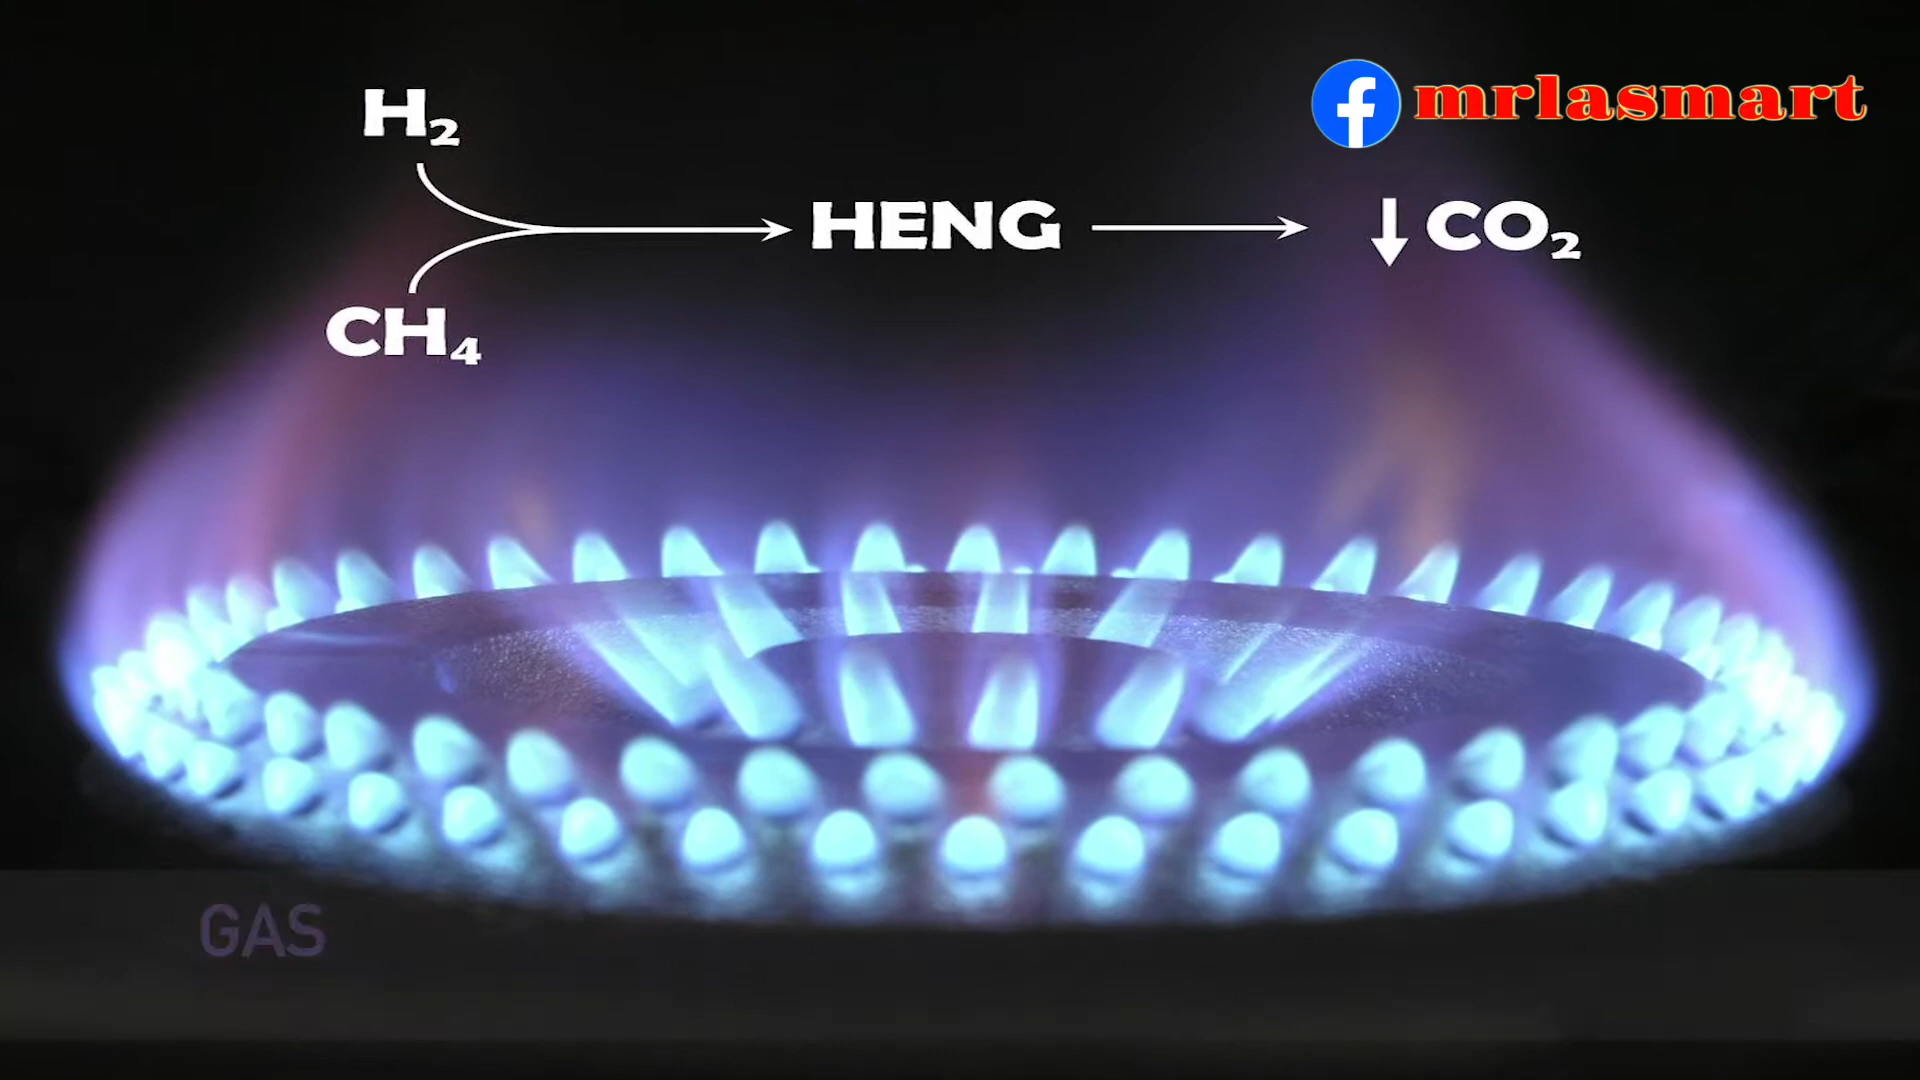 mrlasmart
H₂
HENG
↓ CO₂
CH₄
GAS